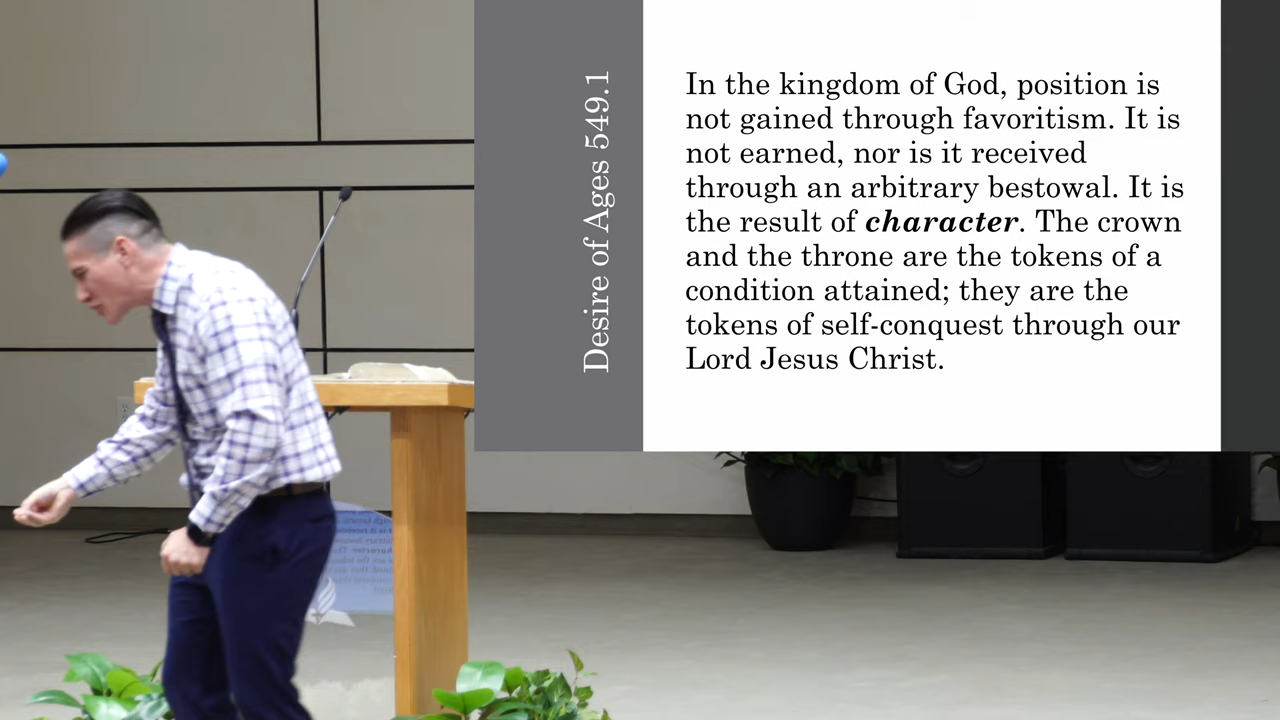 Desire of Ages 549.1
In the kingdom of God, position is
not gained through favoritism. It is
not earned, nor is it received
through an arbitrary bestowal. It is
the result of character. The crown
and the throne are the tokens of a
condition attained; they are the
tokens of self-conquest through our
Lord Jesus Christ.